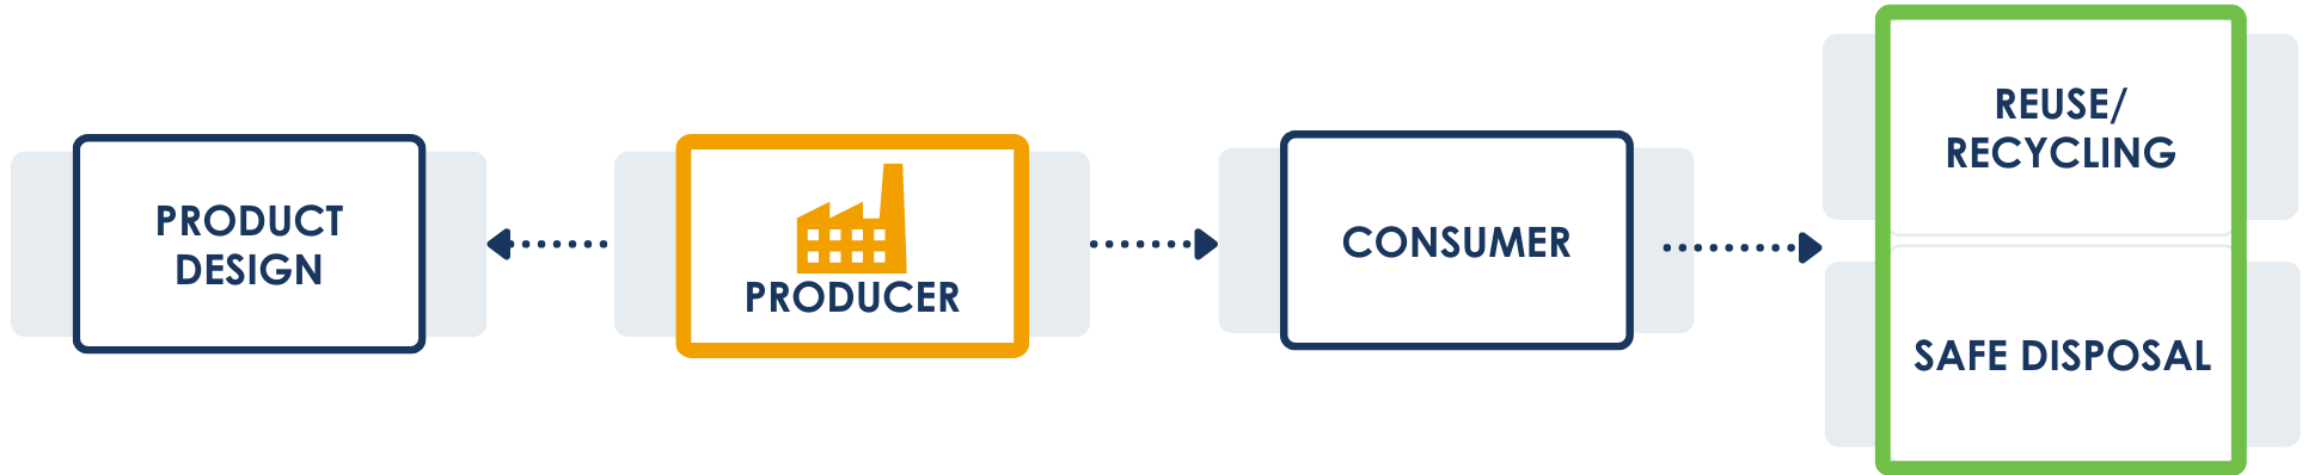 PRODUCT
DESIGN
PRODUCER
CONSUMER
REUSE/
RECYCLING
SAFE DISPOSAL